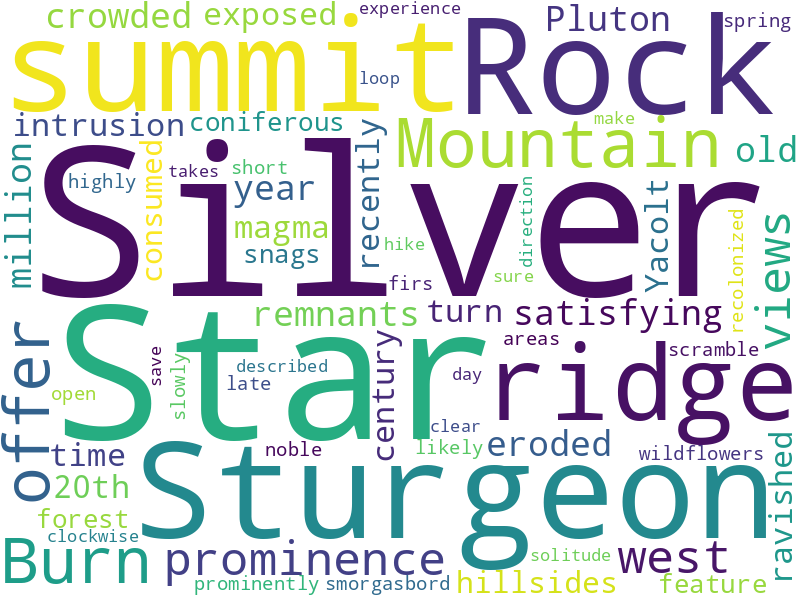 crowded exposed experience Pluton spring
summit Rock
loop
intrusion coniferous make
recently Mountain old
million highly consumed takes short year
Silver
magma hike direction Yacolt recolonized views
snags firs sure
remnants turn satisfying
offer Star ridge
areas scramble
save described century
open slowly late day
clear
time noble likely eroded wildflowers
20th Sturgeon ravished
forest
clockwise
Burn prominence solitude west
prominently smorgasbord hillsides feature